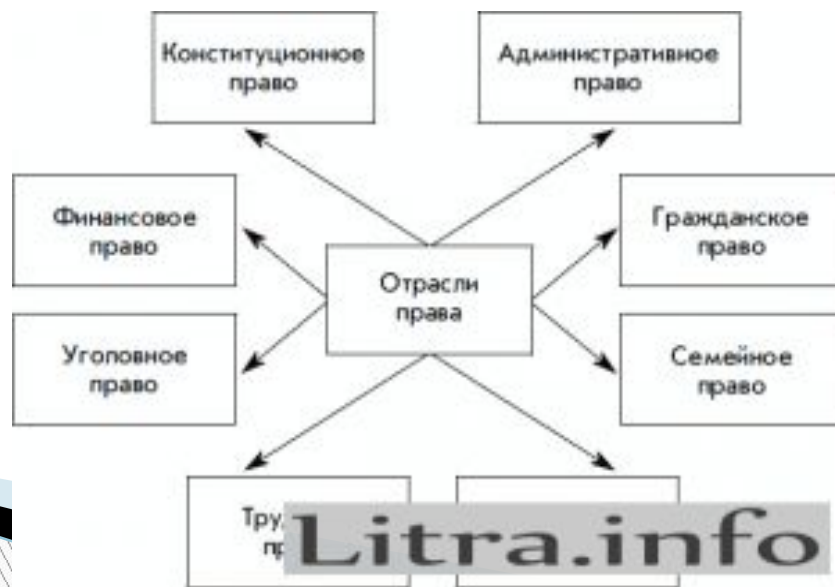 Конституционное
право
Административное
право
Финансовое
право
Гражданское
право
Отрасли
права
Уголовное
право
Семейное
право
Litra.info